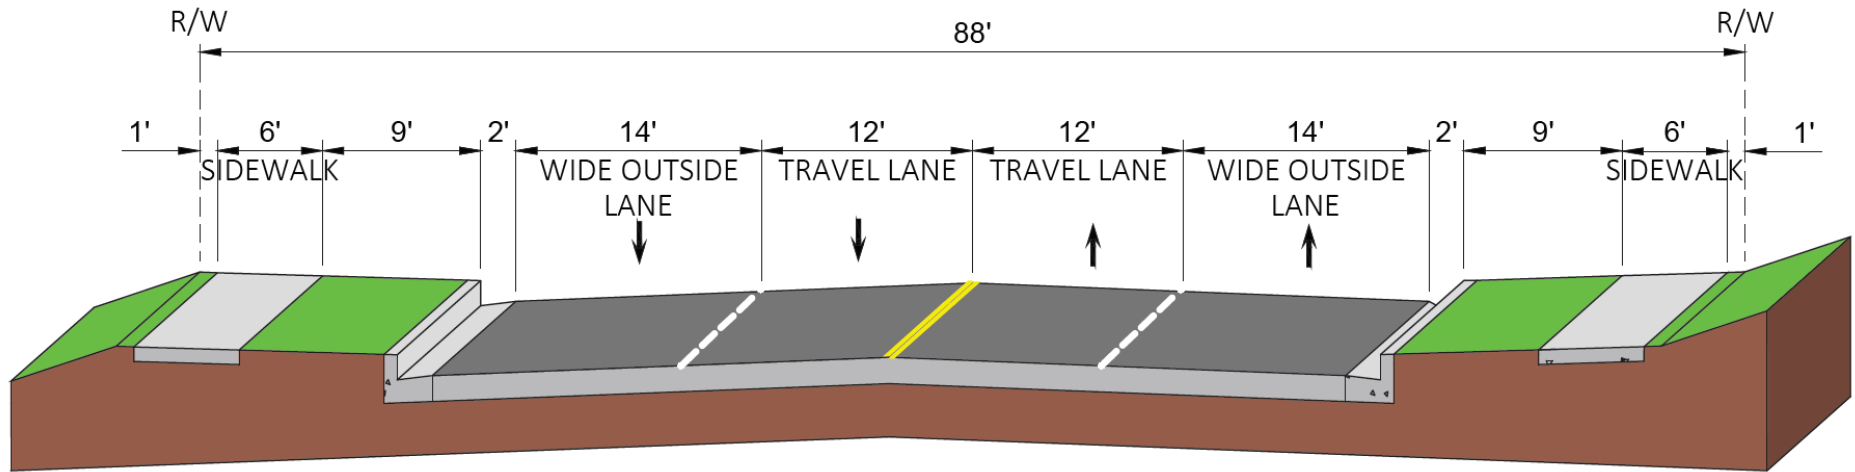 R/W
R/W
88'
1' 6' 9' 2' 14' 12' 12' 14' 2' 9' 6' 1'
SIDEWALK WIDE OUTSIDE TRAVEL LANE TRAVEL LANE WIDE OUTSIDE SIDEWALK
LANE LANE